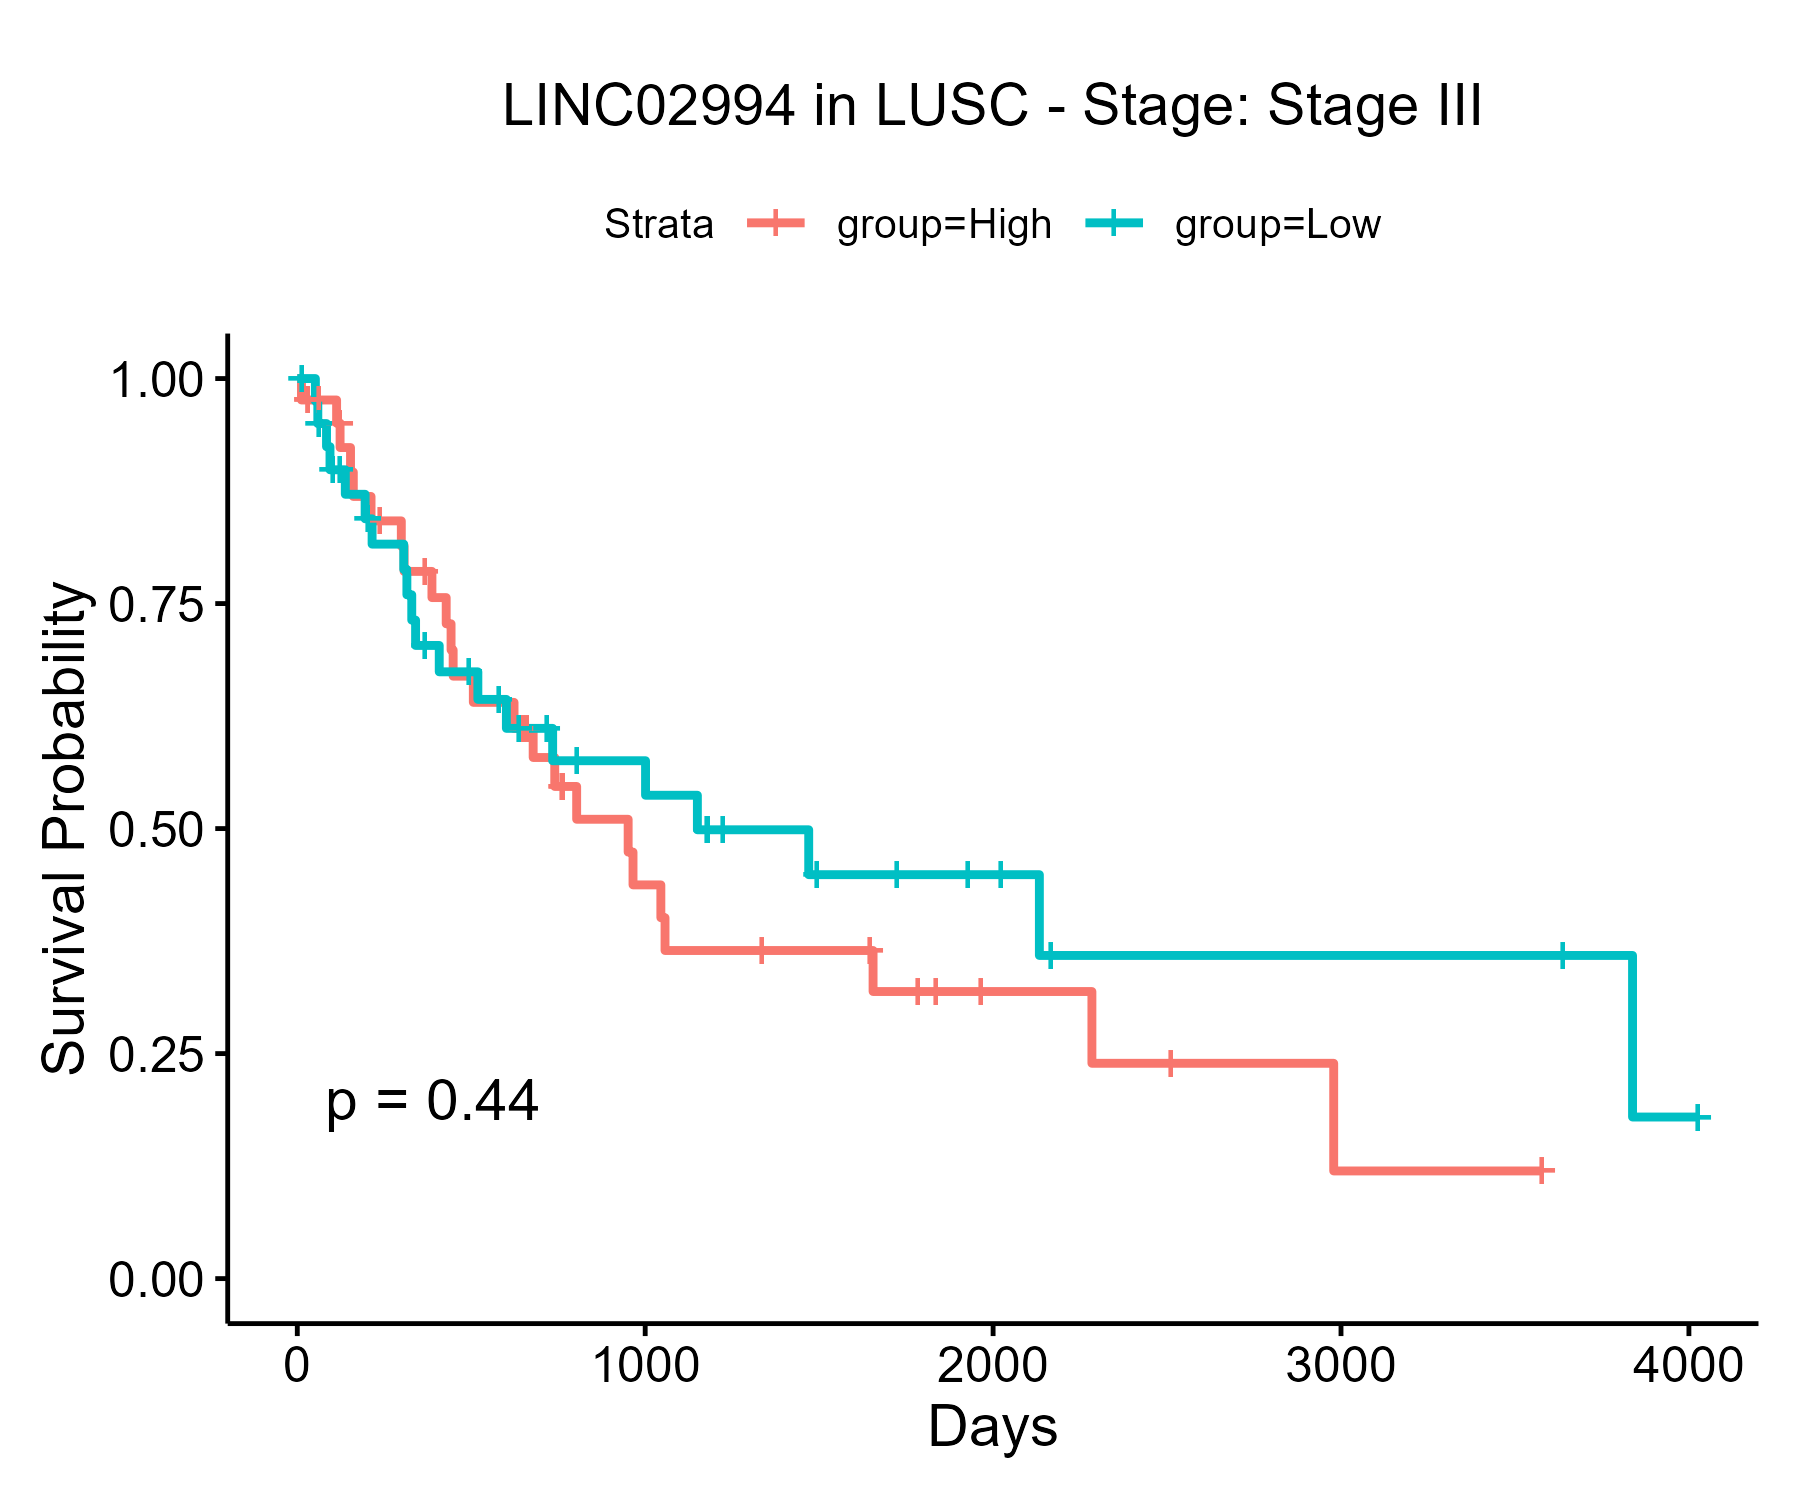 LINC02994 in LUSC - Stage: Stage III
Strata group=High group=Low
Survival Probability
1.00
0.75
0.50
0.25
0.00
p = 0.44
0 1000 2000 3000 4000
Days